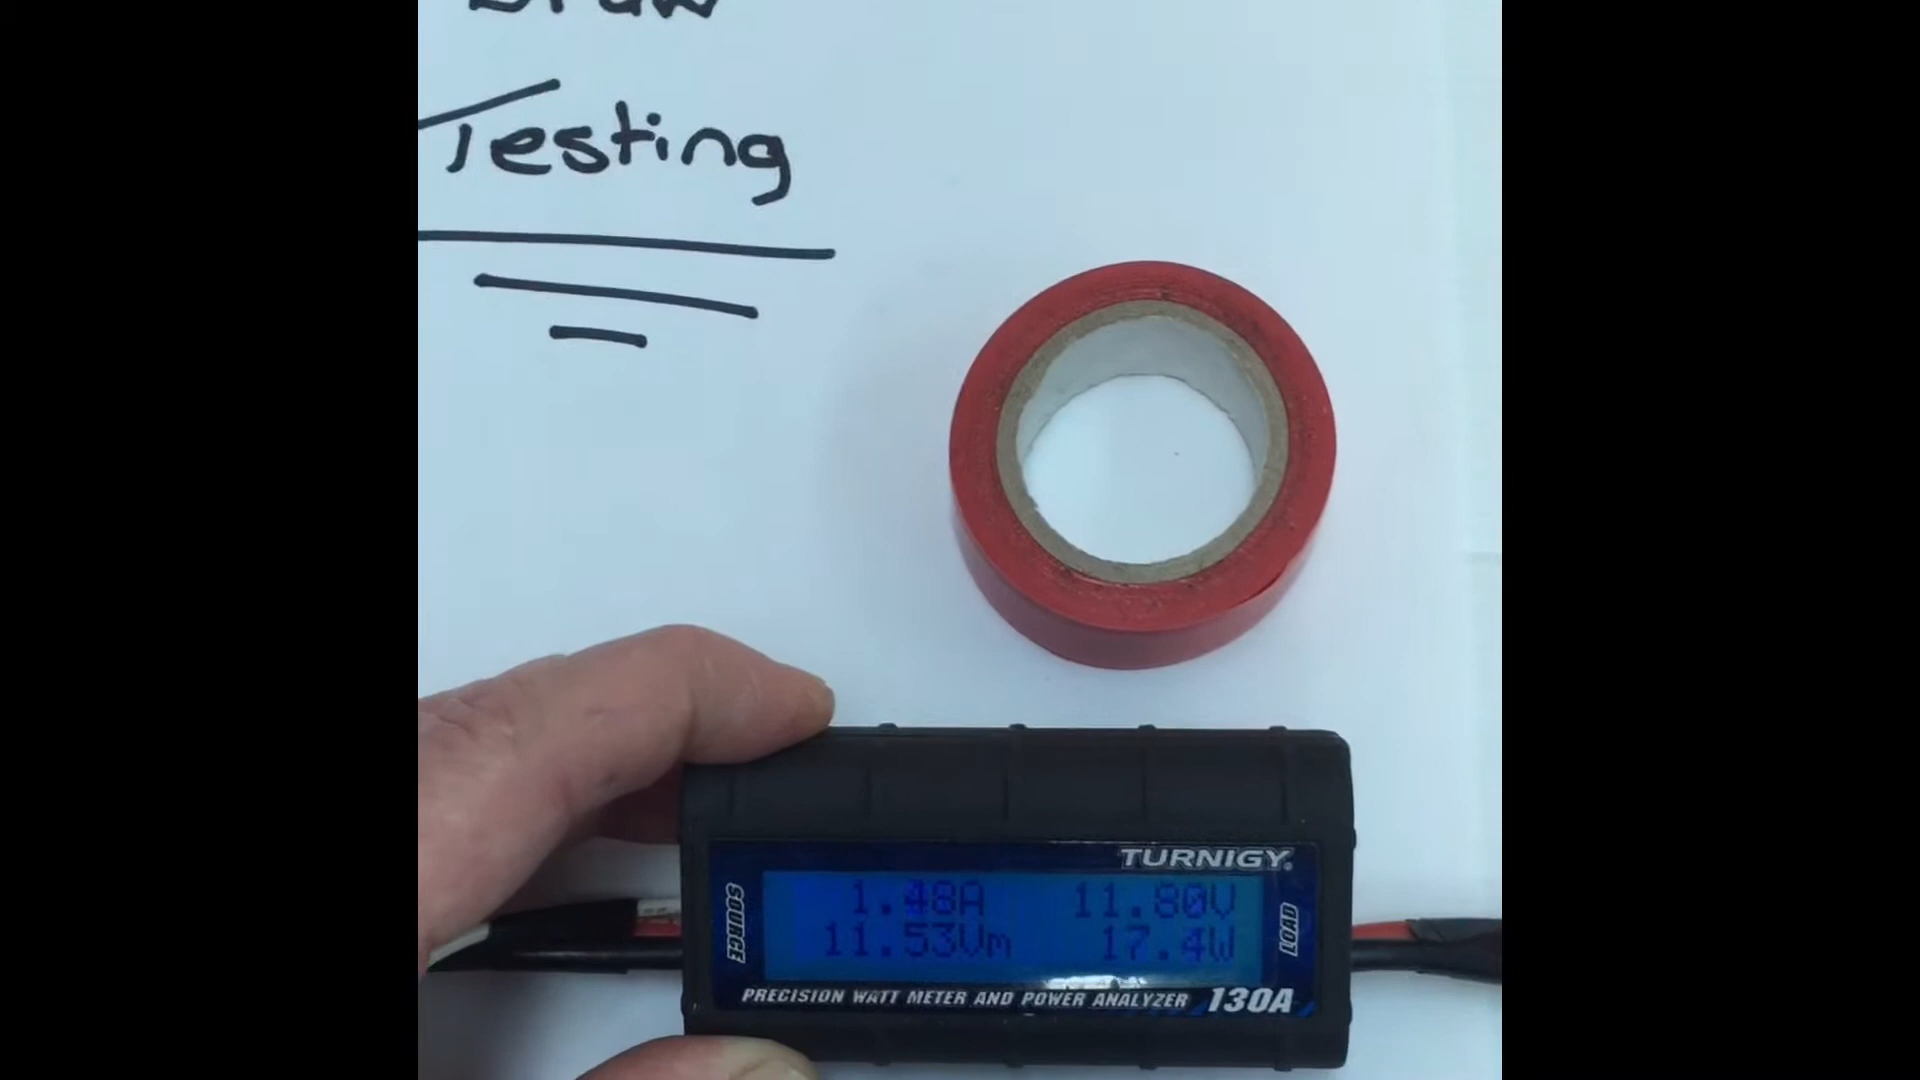 Draw
Testing
TURNIGY
SOURCE
1.48A 11.80V
11.53Vm 17.4W
LOAD
PRECISION WATT METER AND POWER ANALYZER 130A